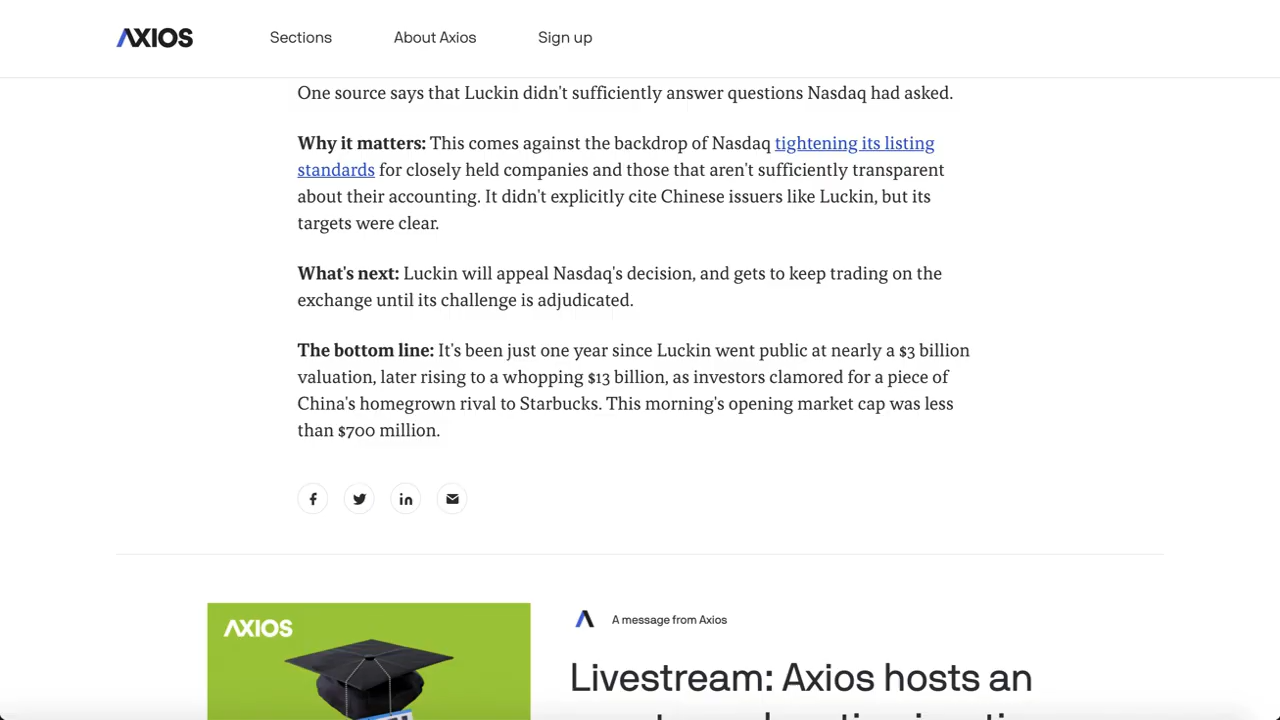 AXIOS
Sections
About Axios
Sign up
One source says that Luckin didn't sufficiently answer questions Nasdaq had asked.
Why it matters: This comes against the backdrop of Nasdaq tightening its listing
standards for closely held companies and those that aren't sufficiently transparent
about their accounting. It didn't explicitly cite Chinese issuers like Luckin, but its
targets were clear.
What's next: Luckin will appeal Nasdaq's decision, and gets to keep trading on the
exchange until its challenge is adjudicated.
The bottom line: It's been just one year since Luckin went public at nearly a $3 billion
valuation, later rising to a whopping $13 billion, as investors clamored for a piece of
China's homegrown rival to Starbucks. This morning's opening market cap was less
than $700 million.
AXIOS
A message from Axios
Livestream: Axios hosts an